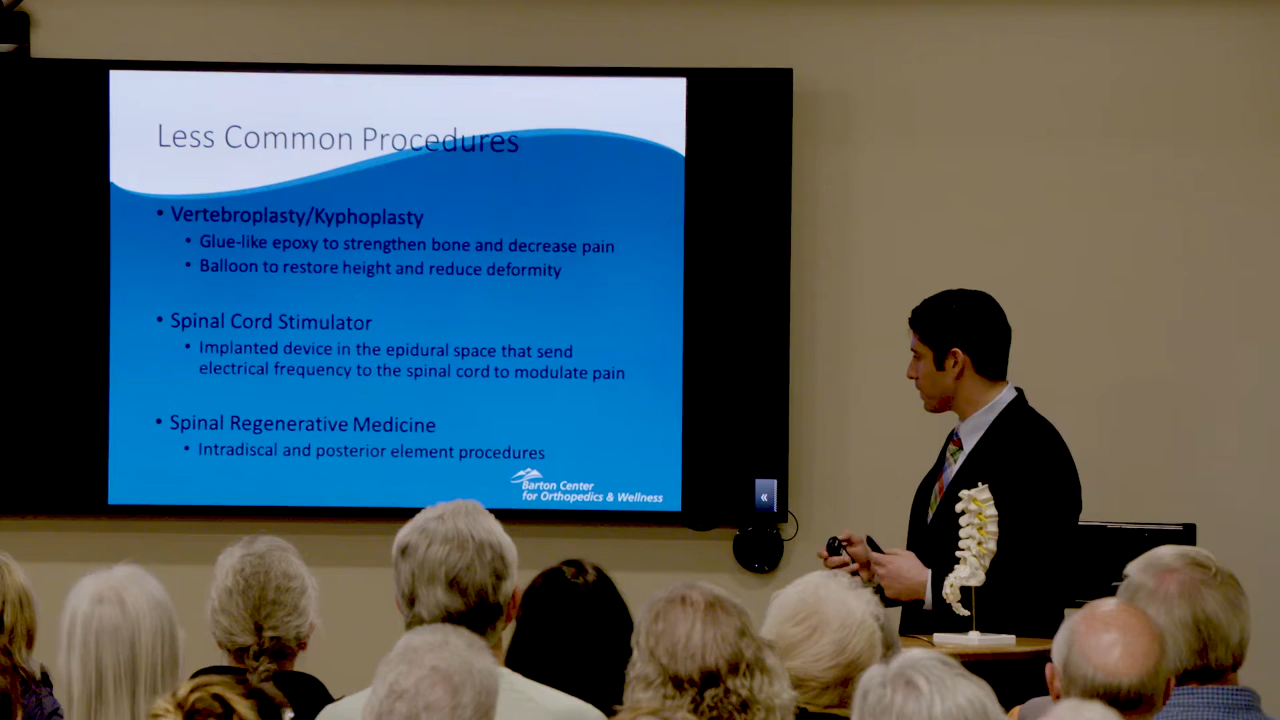 Less Common Procedures
• Vertebroplasty/Kyphoplasty
• Glue-like epoxy to strengthen bone and decrease pain
• Balloon to restore height and reduce deformity
• Spinal Cord Stimulator
• Implanted device in the epidural space that send
electrical frequency to the spinal cord to modulate pain
• Spinal Regenerative Medicine
• Intradiscal and posterior element procedures
Barton Center
for Orthopedics & Wellness
«